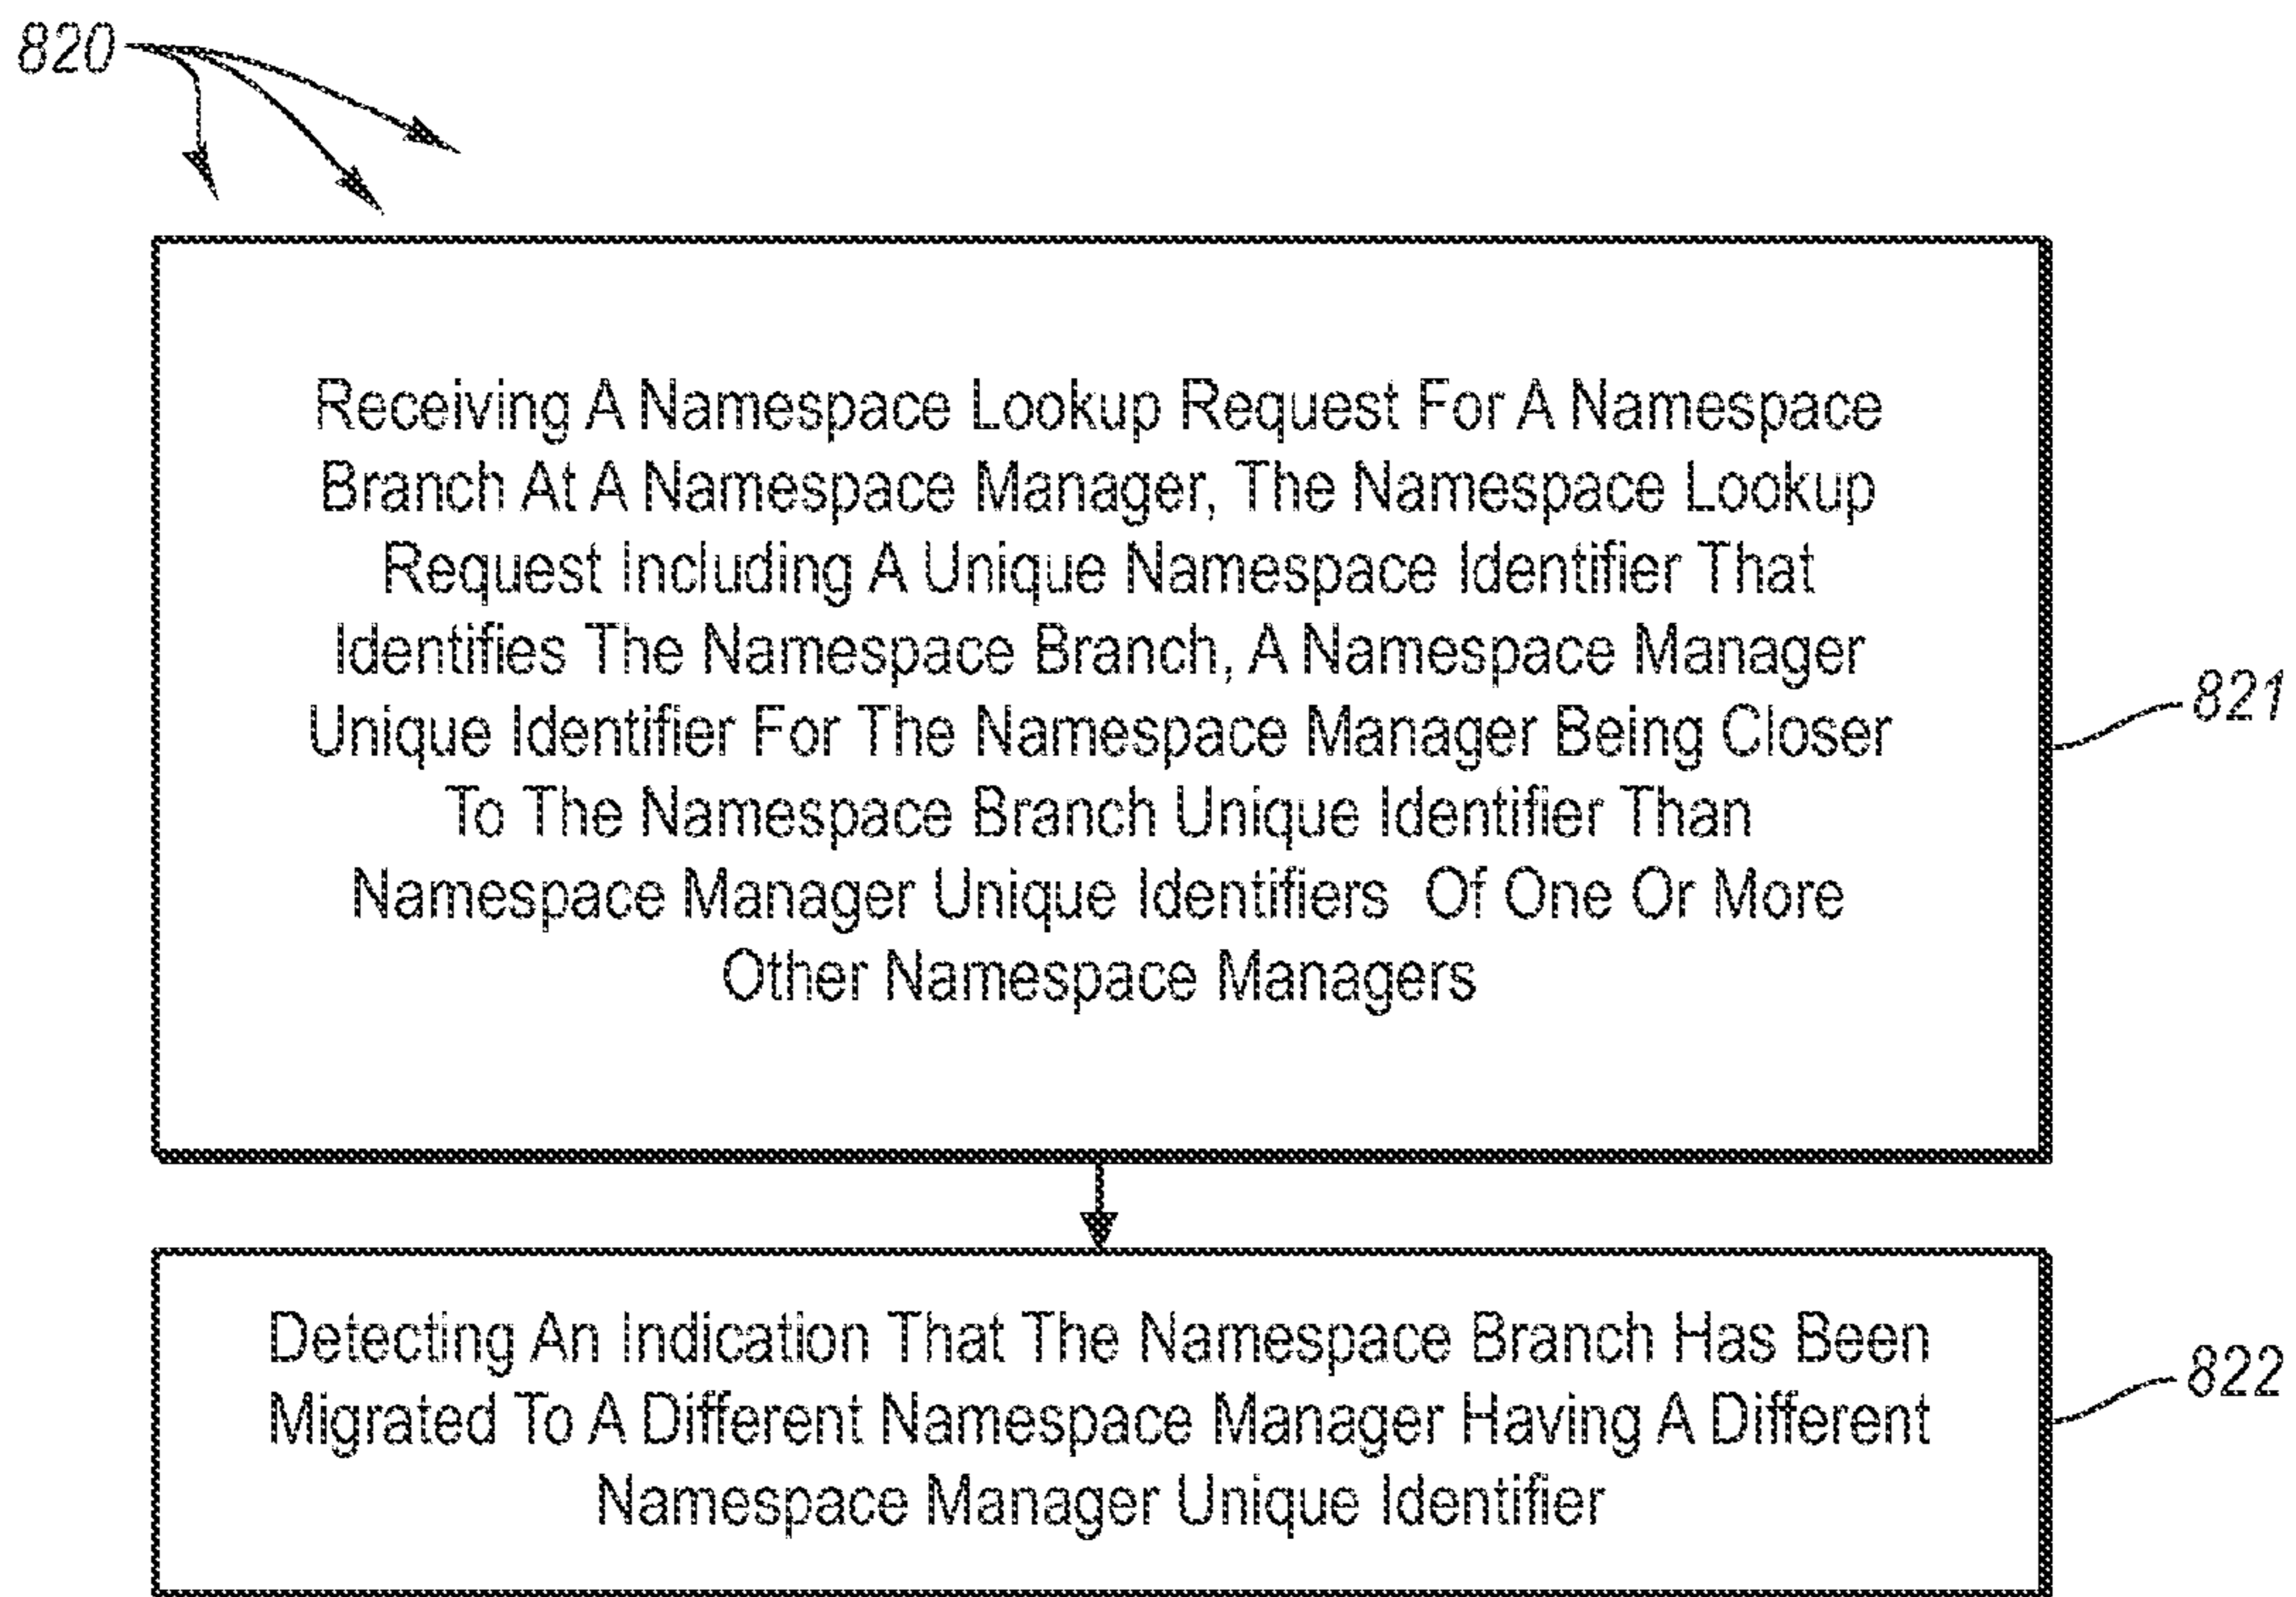 820
Receiving A Namespace Lookup Request For A Namespace
Branch At A Namespace Manager, The Namespace Lookup
Request Including A Unique Namespace Identifier That
Identifies The Namespace Branch, A Namespace Manager
Unique Identifier For The Namespace Manager Being Closer
To The Namespace Branch Unique Identifier Than
Namespace Manager Unique Identifiers Of One Or More
Other Namespace Managers
821
Detecting An Indication That The Namespace Branch Has Been
Migrated To A Different Namespace Manager Having A Different
Namespace Manager Unique Identifier
822